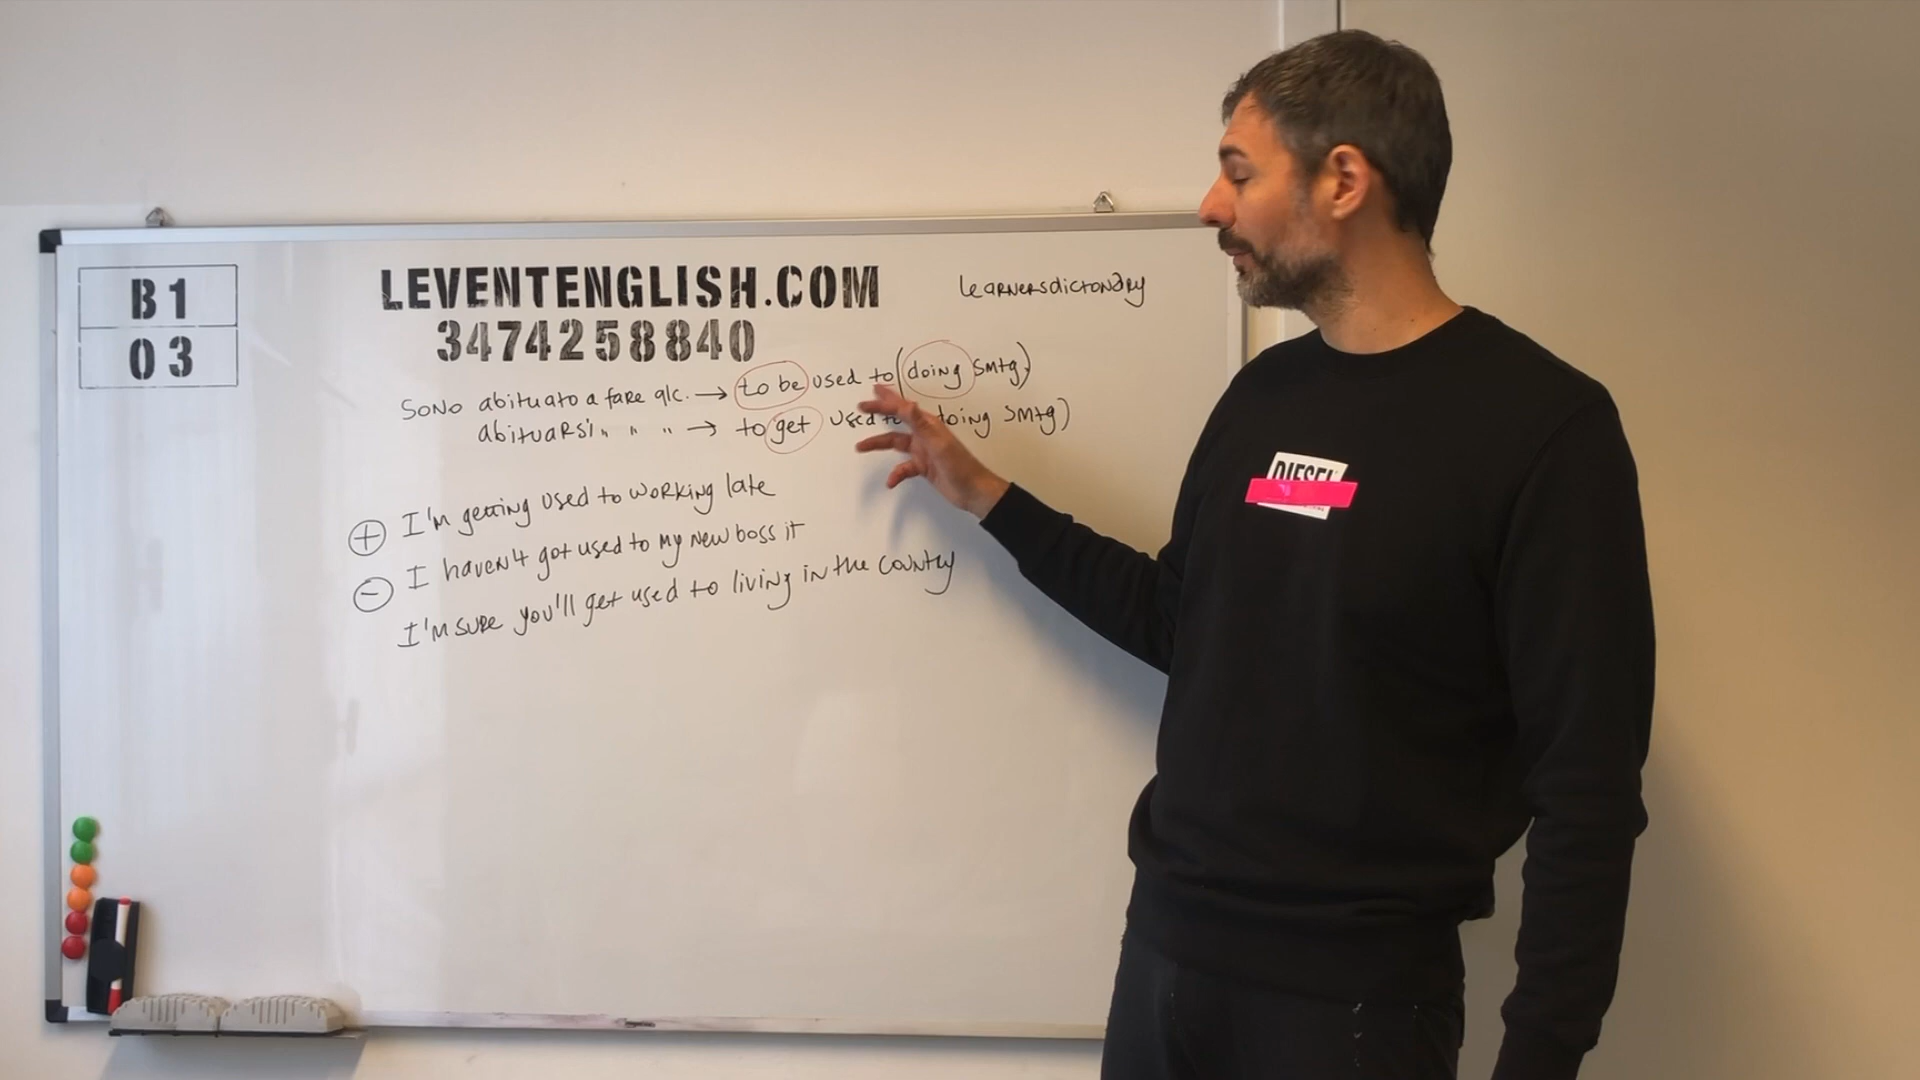 B1
03
LEVENTENGLISH.COM
3474258840
learnersdictonary
SONO abituato a fare q/c. → to be used to (doing smtg)
abituarsi " " " → to get used to doing smtg)
+ I'm getting used to working late
- I haven't got used to my new boss it
I'm sure you'll get used to living in the country
DIESEL